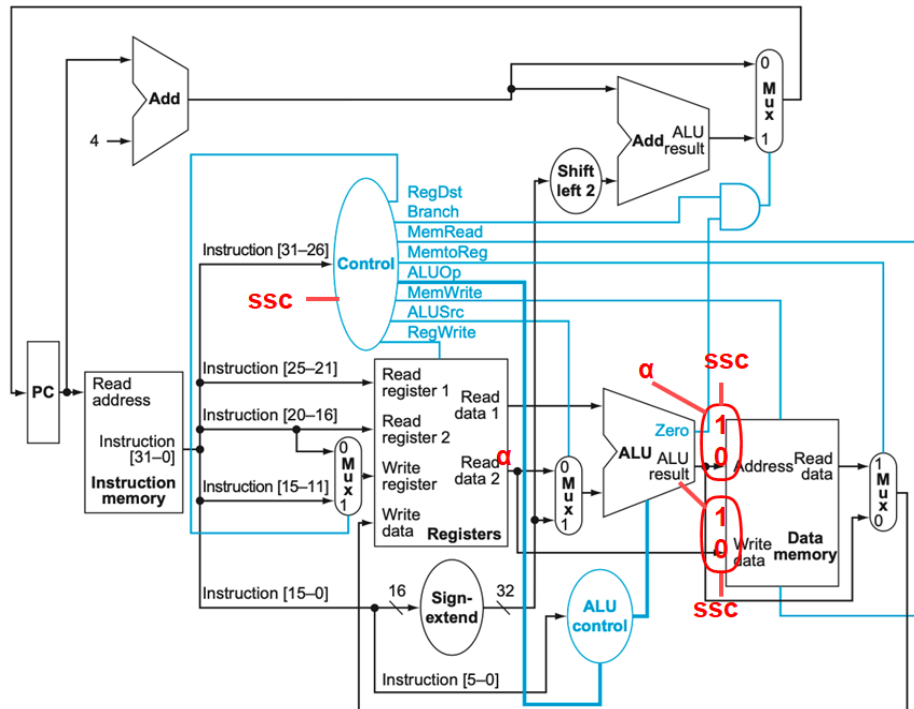 0
Mux
1
Add
4
Add
ALU
result
Shift
left 2
RegDst
Branch
MemRead
MemtoReg
ALUOp
MemWrite
ALUSrc
RegWrite
Instruction [31–26]
Control
ssc
Instruction [25–21]
Instruction [20–16]
Instruction [15–11]
PC
Read
address
Instruction
[31–0]
Instruction
memory
0
Mux
1
Read
register 1
Read
register 2
Write
register
Write
data
Read
data 1
Read
data 2
Registers
α
0
Mux
1
Zero
ALU
ALU
result
α
ssc
1
0
Address
Read
data
1
0
Write
data
Data
memory
ssc
1
Mux
0
Instruction [15–0]
16
Sign-
extend
32
ALU
control
Instruction [5–0]